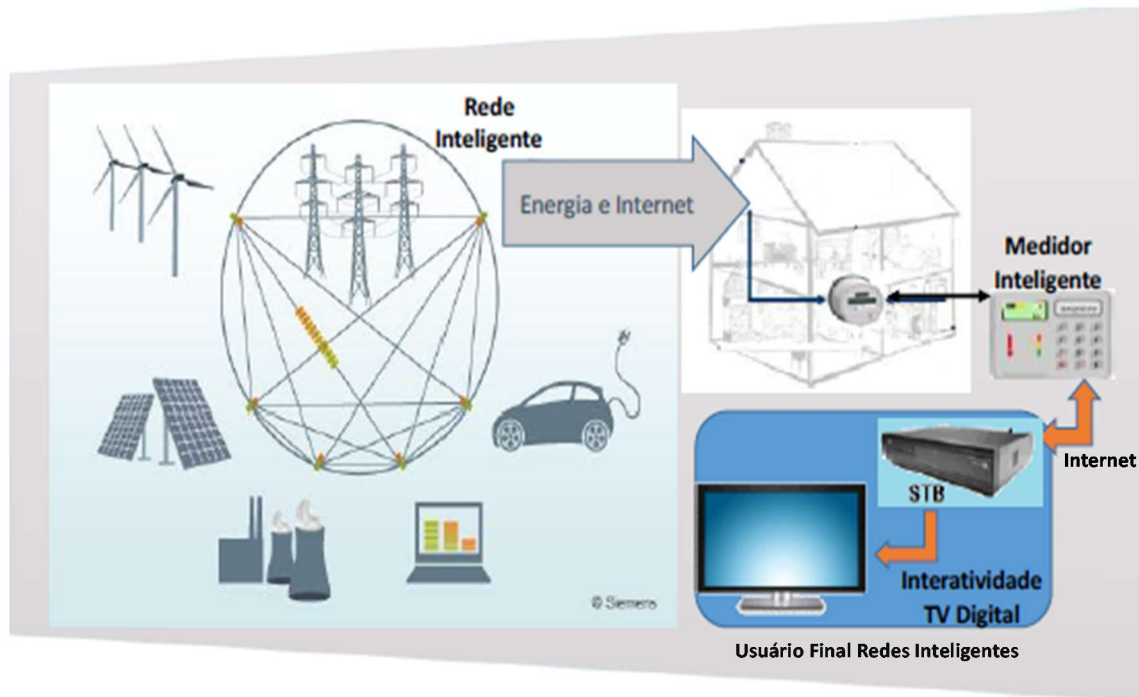 Rede
Inteligente
Energia e Internet
Medidor
Inteligente
Internet
STB
Interatividade
TV Digital
© Siemens
Usuário Final Redes Inteligentes